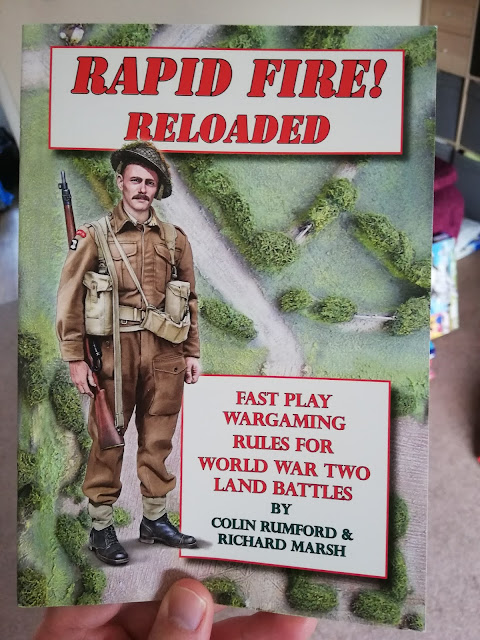 RAPID FIRE!
RELOADED
FAST PLAY
WARGAMING
RULES FOR
WORLD WAR TWO
LAND BATTLES
BY
COLIN RUMFORD &
RICHARD MARSH